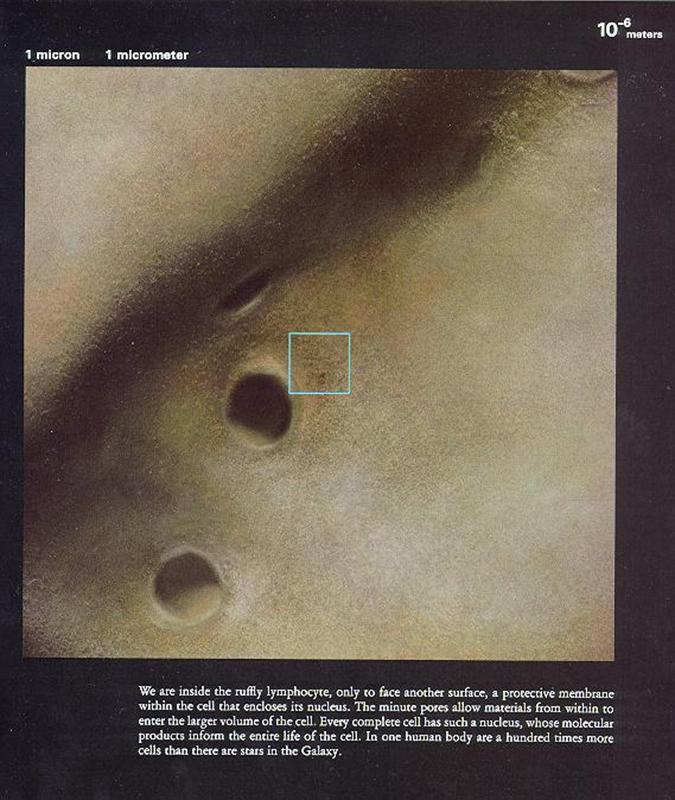 10⁻⁶ meters
1 micron 1 micrometer
We are inside the ruffly lymphocyte, only to face another surface, a protective membrane
within the cell that encloses its nucleus. The minute pores allow materials from within to
enter the larger volume of the cell. Every complete cell has such a nucleus, whose molecular
products inform the entire life of the cell. In one human body are a hundred times more
cells than there are stars in the Galaxy.